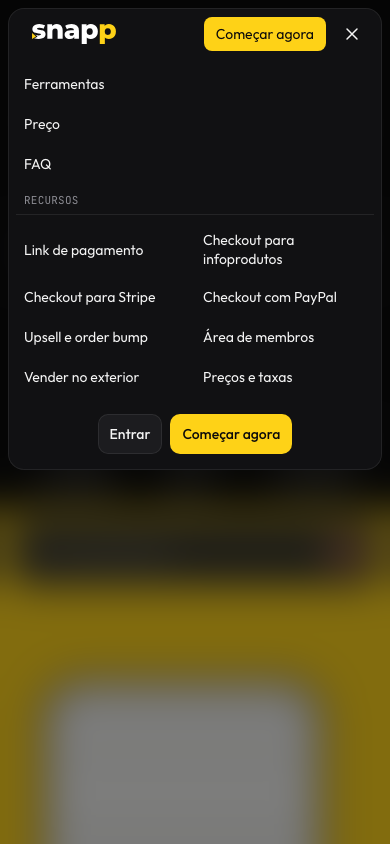 snapp
Começar agora
Ferramentas
Preço
FAQ
RECURSOS
Link de pagamento
Checkout para
infoprodutos
Checkout para Stripe
Checkout com PayPal
Upsell e order bump
Área de membros
Vender no exterior
Preços e taxas
Entrar
Começar agora